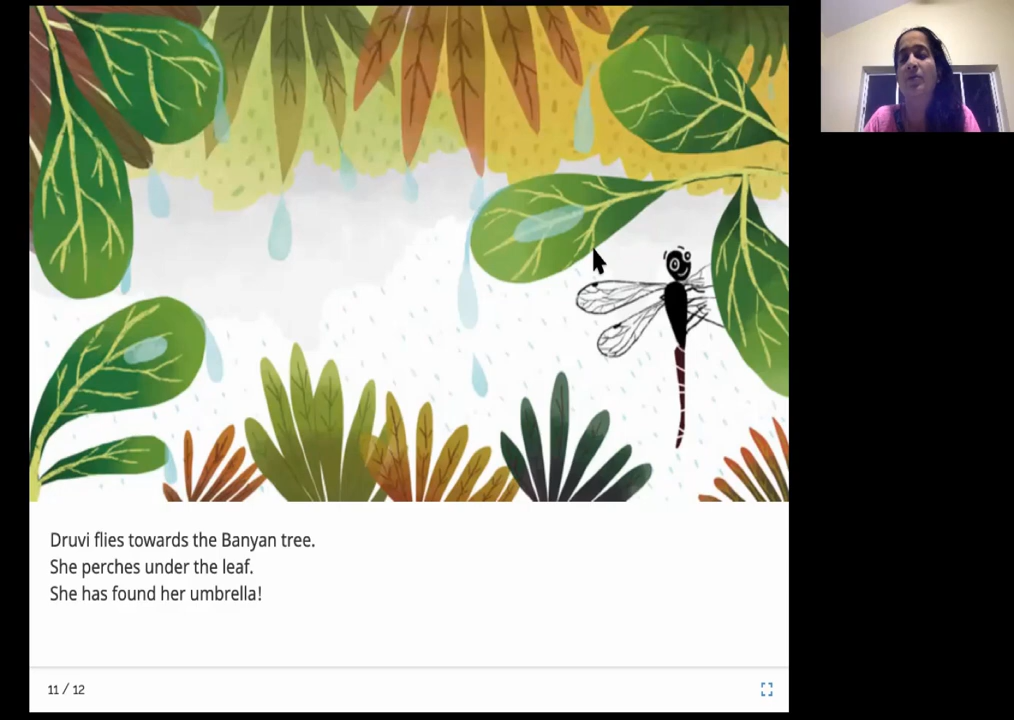 Druvi flies towards the Banyan tree.
She perches under the leaf.
She has found her umbrella!
11 / 12